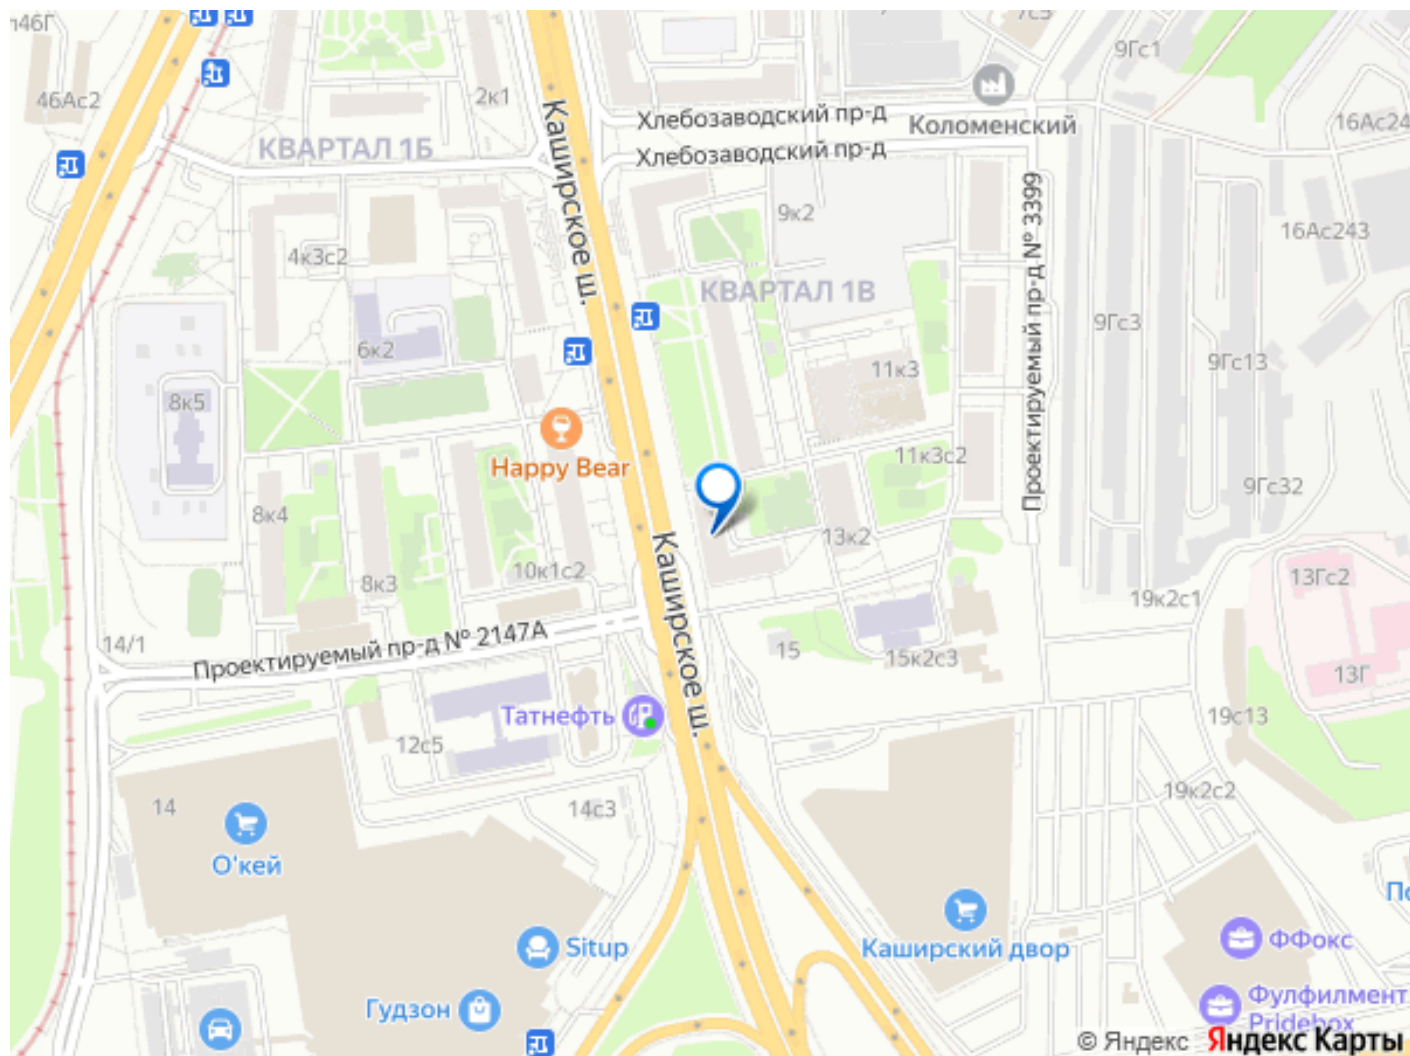 46Ас2
2к1
7с5
9Гс1
Хлебозаводский пр-д
Коломенский
16Ас24
КВАРТАЛ 1Б
Хлебозаводский пр-д
Каширское ш.
Проектируемый пр-д № 3399
9к2
16Ас243
4к3с2
КВАРТАЛ 1В
9Гс3
6к2
9Гс13
11к3
8к5
Happy Bear
11к3с2
9Гс32
8к4
13к2
Каширское ш.
10к1с2
8к3
13Гс2
19к2с1
14/1
Проектируемый пр-д № 2147А
15
15к2с3
13Г
Татнефть
19с13
12с5
14
14с3
19к2с2
О'кей
Каширский двор
ФФокс
Situp
Гудзон
Фулфилмент
Pridebox
© Яндекс Яндекс Карты